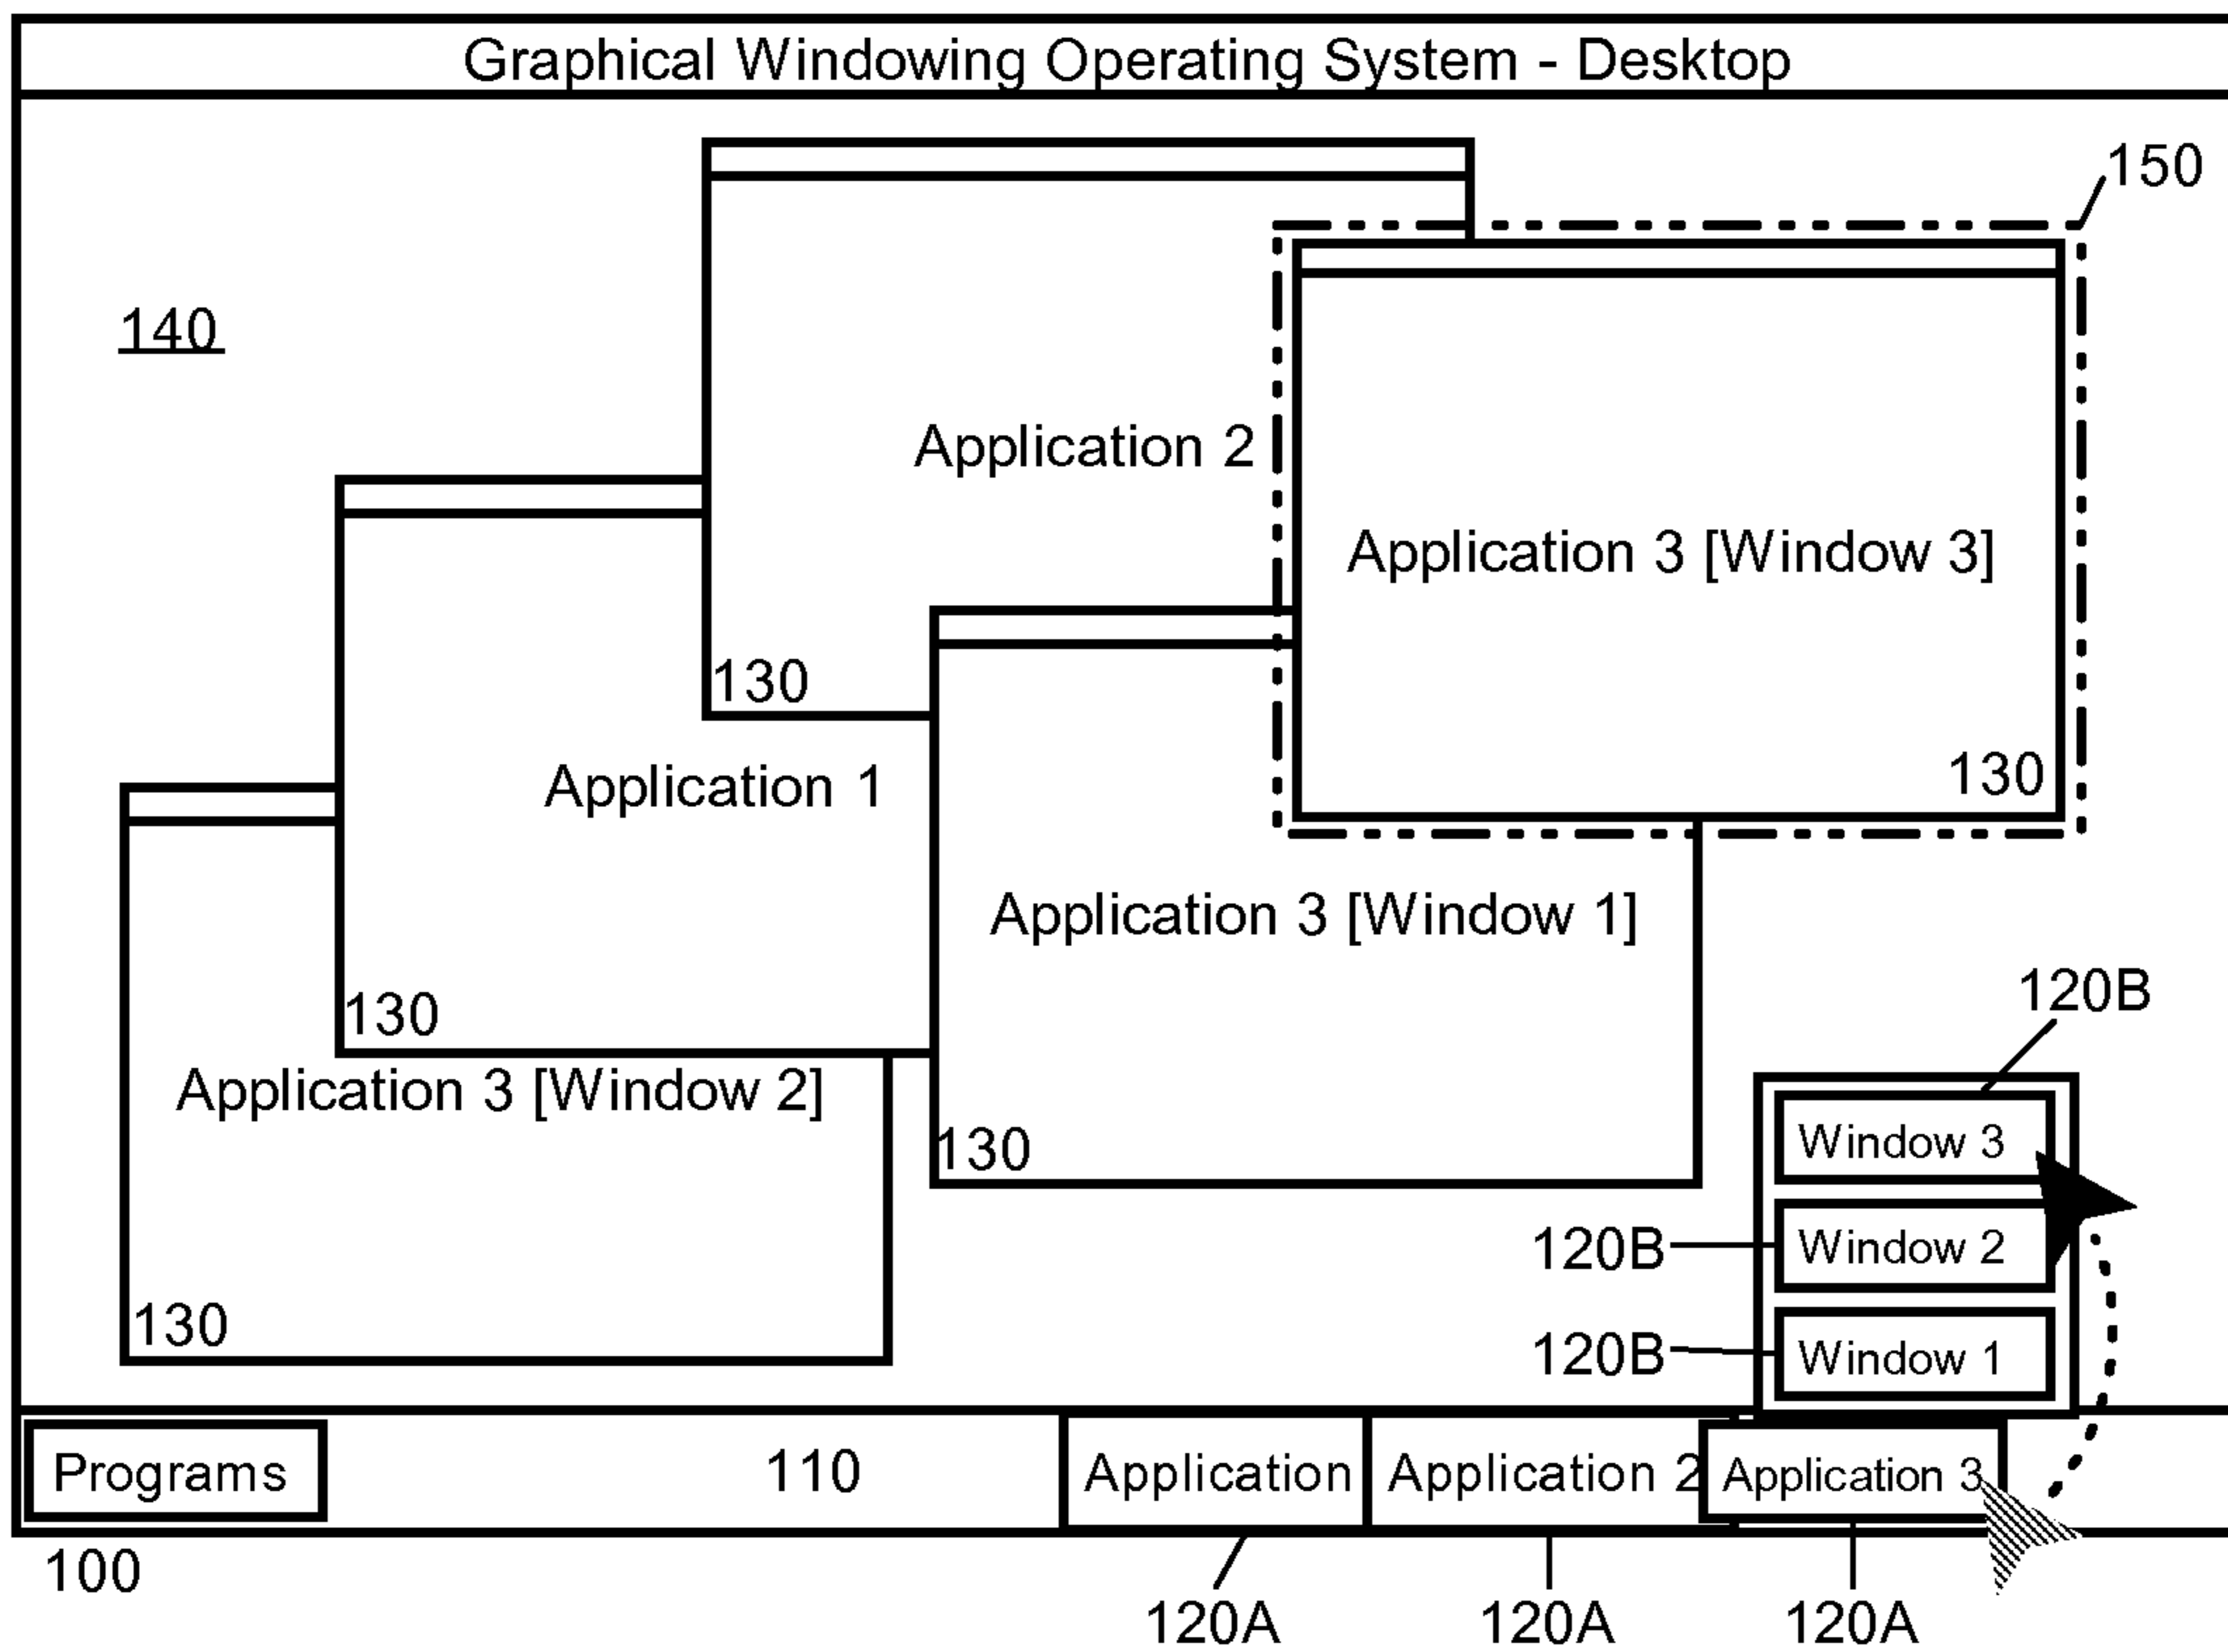 Graphical Windowing Operating System - Desktop
150
140
Application 2
Application 3 [Window 3]
130
130
Application 1
Application 3 [Window 1]
120B
130
Application 3 [Window 2]
130
Window 3
120B
Window 2
130
120B
Window 1
Programs
110
Application
Application 2
Application 3
100
120A
120A
120A